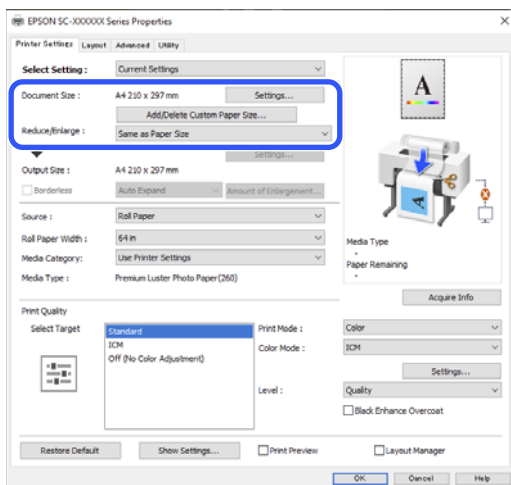 EPSON SC-XXXXXX Series Properties
Printer Settings Layout Advanced Utility
Select Setting : Current Settings
Document Size : A4 210 x 297 mm Settings...
Add/Delete Custom Paper Size...
Reduce/Enlarge : Same as Paper Size
Settings...
Output Size : A4 210 x 297 mm
Borderless Auto Expand Amount of Enlargement...
Source : Roll Paper
Roll Paper Width : 64 in
Media Category: Use Printer Settings
Media Type : Premium Luster Photo Paper(260)
A
A
Media Type
-
Paper Remaining
-
Acquire Info
Print Quality
Select Target Standard
ICM
Off (No Color Adjustment)
Print Mode : Color
Color Mode : ICM
Settings...
Level : Quality
Black Enhance Overcoat
Restore Default Show Settings... Print Preview Layout Manager
OK Cancel Help